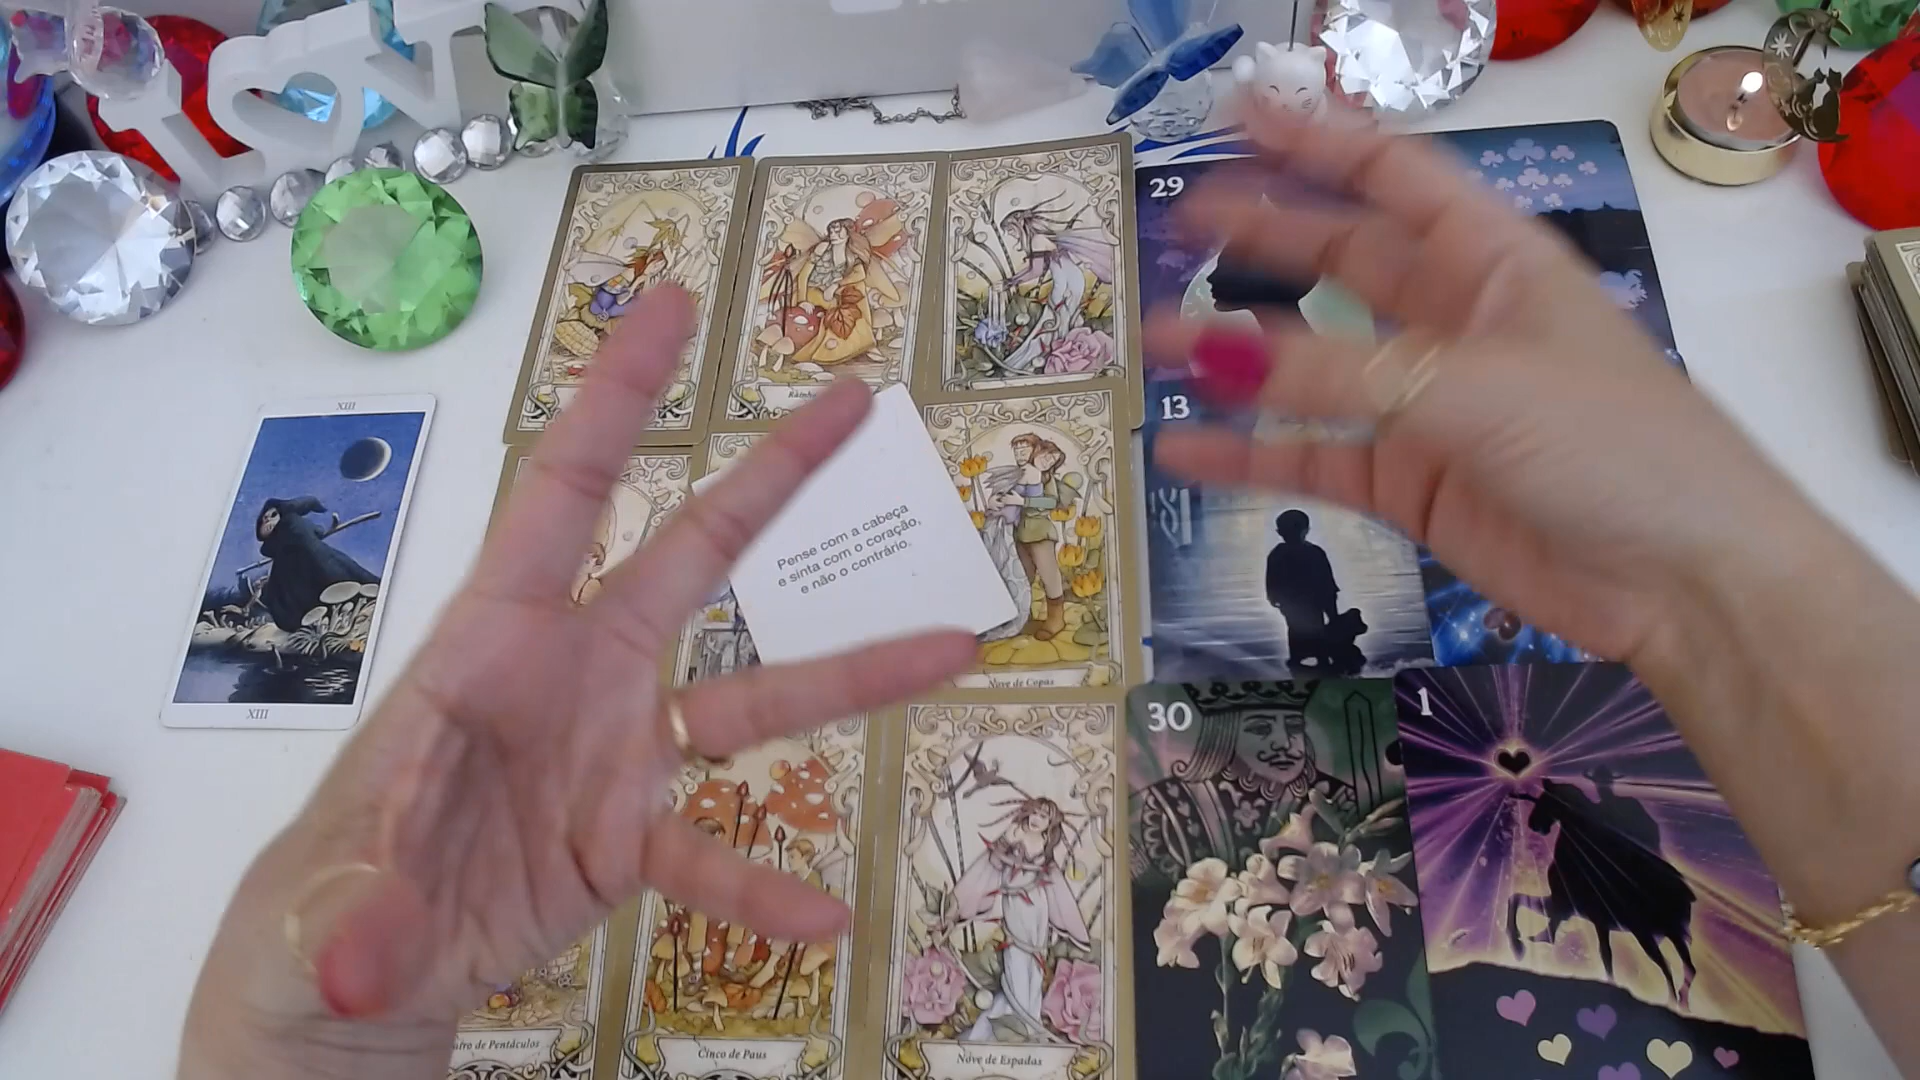 29
XIII
13
Pense com a cabeça
e sinta com o coração,
e não o contrário.
Nove de Copas
XIII
30
1
de Pentáculos
Cinco de Paus
Nove de Espadas